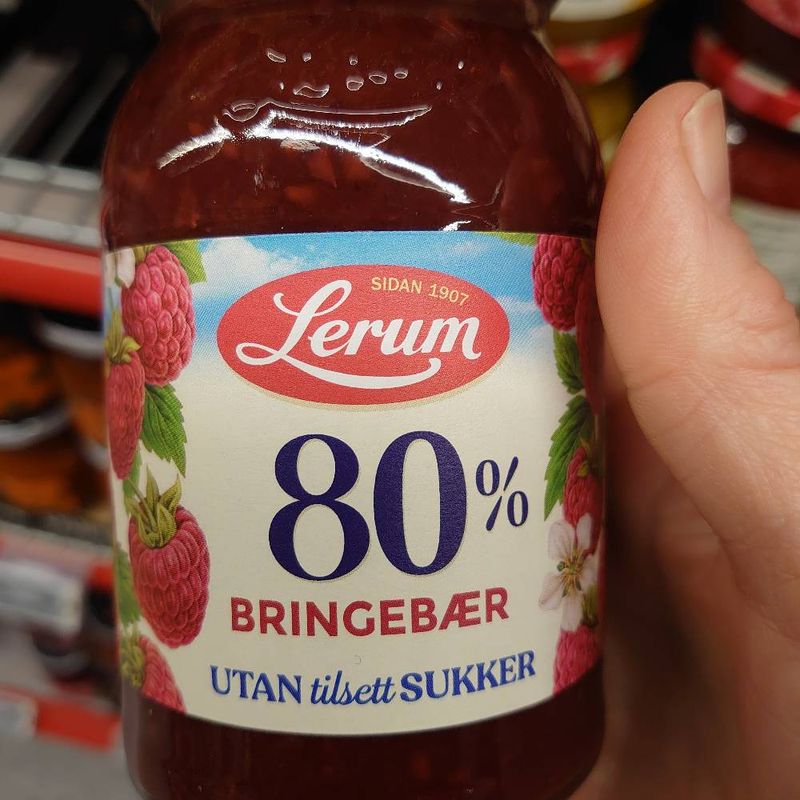 SIDAN 1907
Lerum
80%
BRINGEBÆR
UTAN tilsett SUKKER